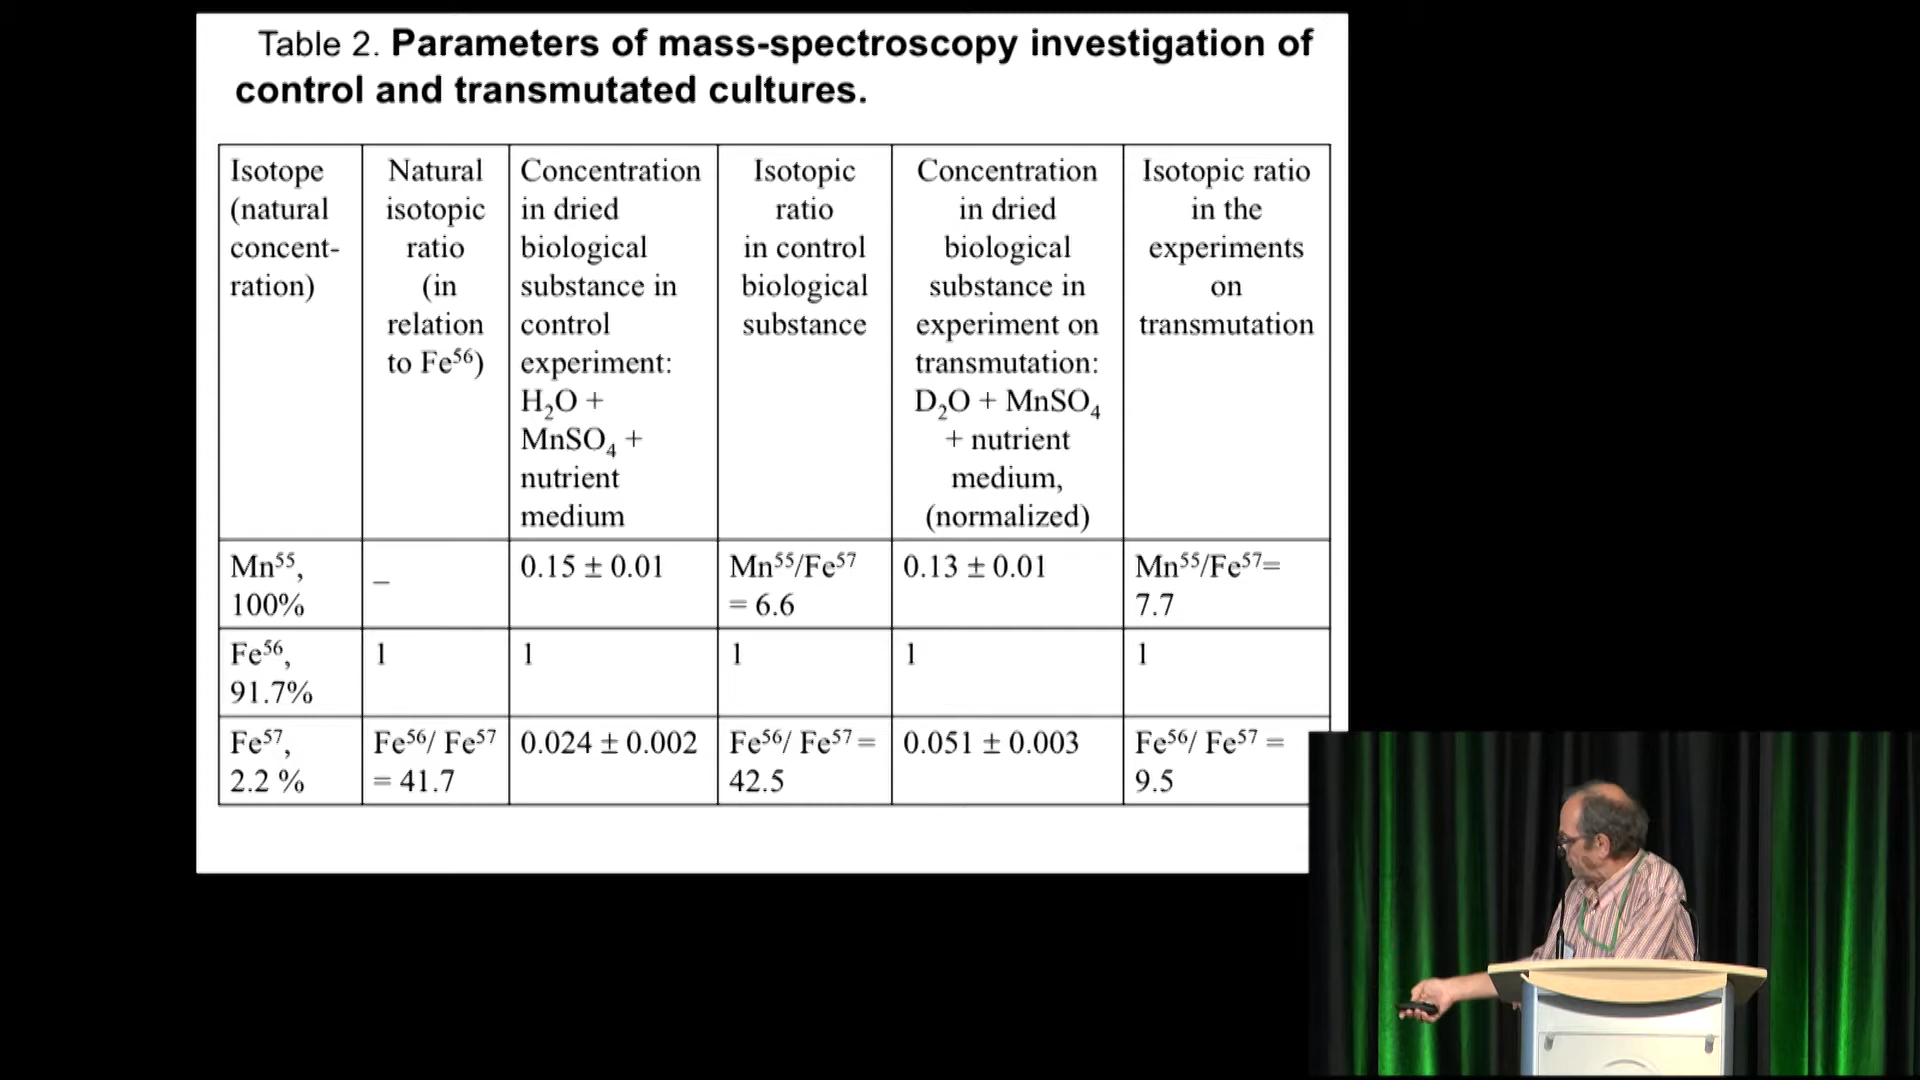 Table 2. Parameters of mass-spectroscopy investigation of
control and transmutated cultures.
Isotope
(natural
concent-
ration)
Natural
isotopic
ratio
(in
relation
to Fe⁵⁶)
Concentration
in dried
biological
substance in
control
experiment:
H₂O +
MnSO₄ +
nutrient
medium
Isotopic
ratio
in control
biological
substance
Concentration
in dried
biological
substance in
experiment on
transmutation:
D₂O + MnSO₄
+ nutrient
medium,
(normalized)
Isotopic ratio
in the
experiments
on
transmutation
Mn⁵⁵,
100%
–
0.15 ± 0.01
Mn⁵⁵/Fe⁵⁷
= 6.6
0.13 ± 0.01
Mn⁵⁵/Fe⁵⁷=
7.7
Fe⁵⁶,
91.7%
1
1
1
1
1
Fe⁵⁷,
2.2 %
Fe⁵⁶/ Fe⁵⁷
= 41.7
0.024 ± 0.002
Fe⁵⁶/ Fe⁵⁷ =
42.5
0.051 ± 0.003
Fe⁵⁶/ Fe⁵⁷ =
9.5